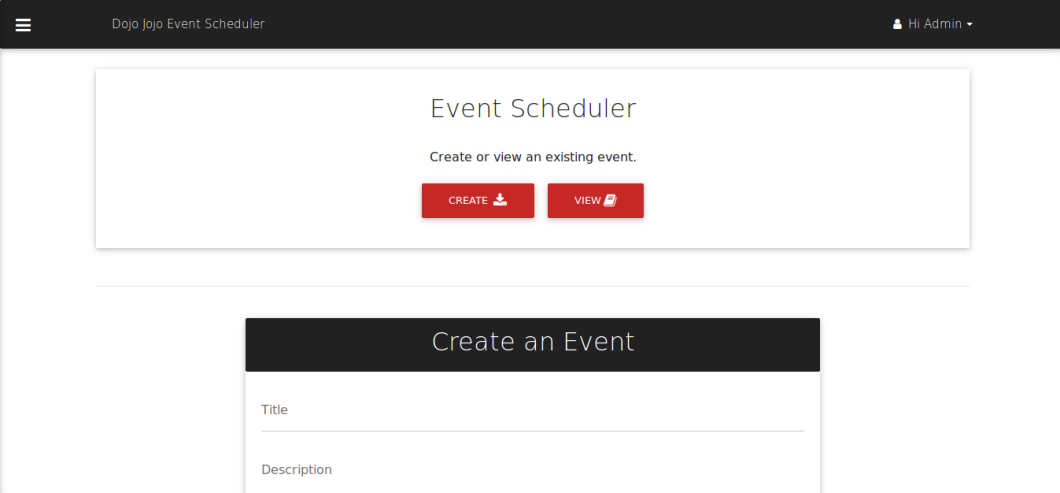 Dojo Jojo Event Scheduler
Hi Admin
Event Scheduler
Create or view an existing event.
CREATE
VIEW
Create an Event
Title
Description